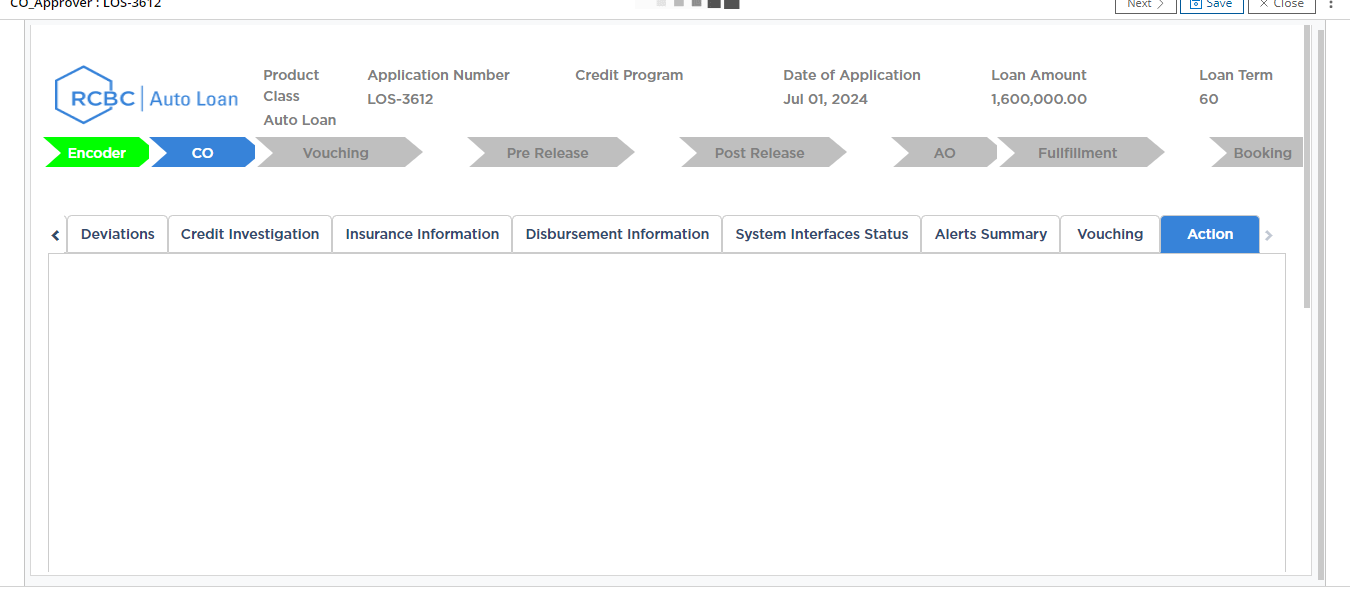 CO_Approver : LOS-3612
Next
Save
Close
RCBC Auto Loan
Product Class
Auto Loan
Application Number
LOS-3612
Credit Program
Date of Application
Jul 01, 2024
Loan Amount
1,600,000.00
Loan Term
60
Encoder
CO
Vouching
Pre Release
Post Release
AO
Fullfillment
Booking
Deviations
Credit Investigation
Insurance Information
Disbursement Information
System Interfaces Status
Alerts Summary
Vouching
Action